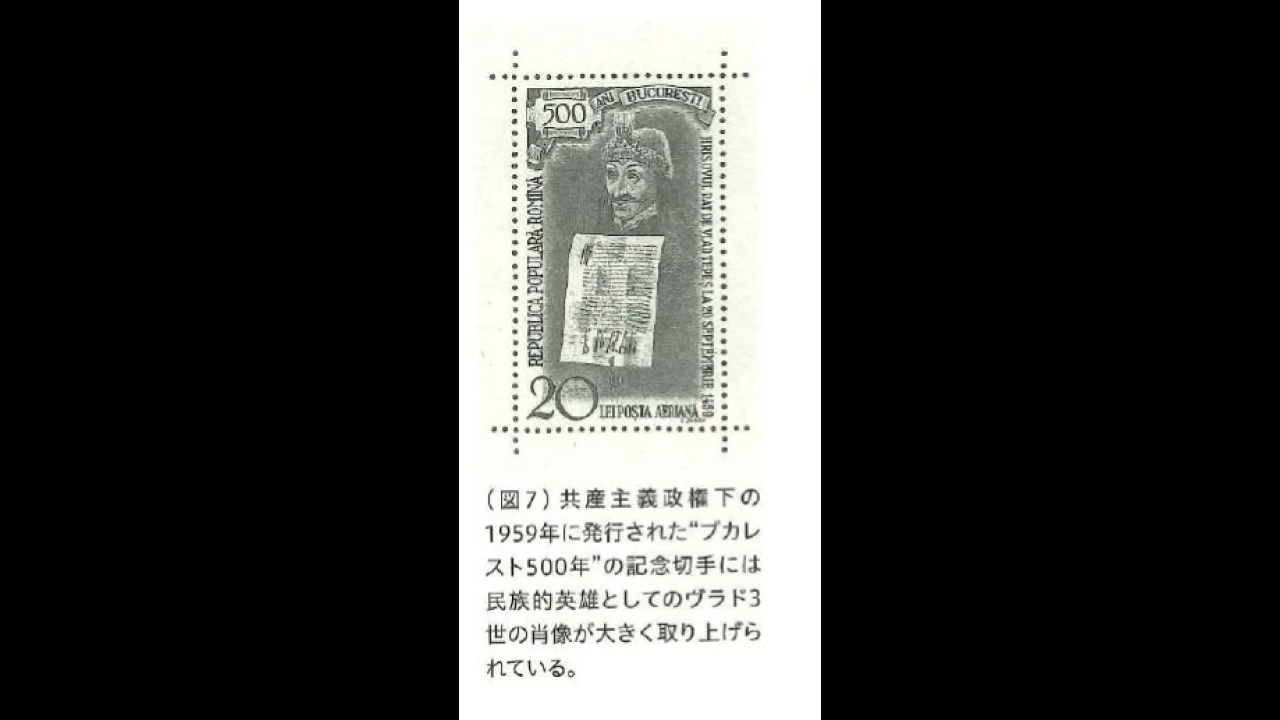 500
ANI BUCUREȘTI
REPUBLICA POPULARĂ ROMÎNĂ
HRISOVUL DAT DE VLAD ȚEPEȘ LA 20 SEPTEMBRIE 1459
20 LEI POȘTA AERIANĂ
(図7)共産主義政権下の
1959年に発行された“ブカレ
スト500年”の記念切手には
民族的英雄としてのヴラド3
世の肖像が大きく取り上げら
れている。